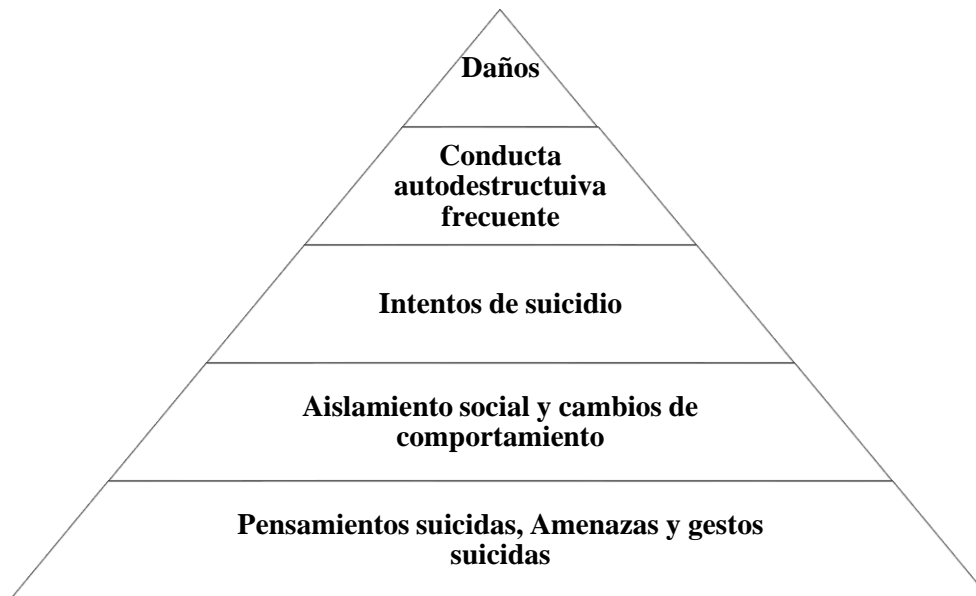 Daños
Conducta
autodestructuiva
frecuente
Intentos de suicidio
Aislamiento social y cambios de
comportamiento
Pensamientos suicidas, Amenazas y gestos
suicidas